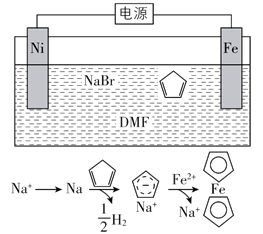 电源
Ni
Fe
NaBr
DMF
Na⁺ → Na
½H₂
Na⁺
Fe²⁺
Na⁺
Fe